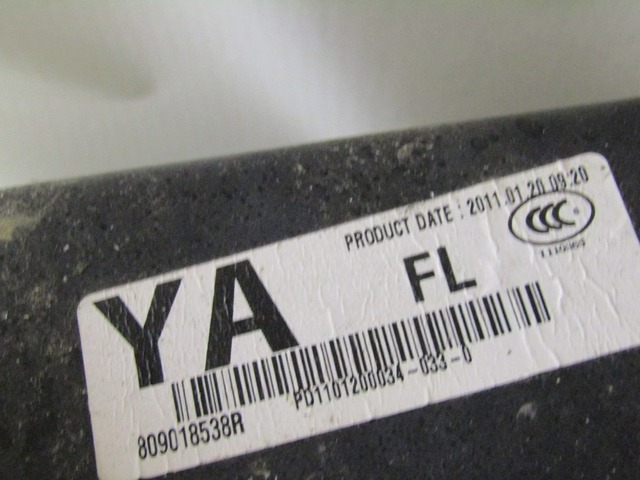 PRODUCT DATE : 2011.01.20 09:20
CCC
YA FL
PD1101200034-033-0
809018538R